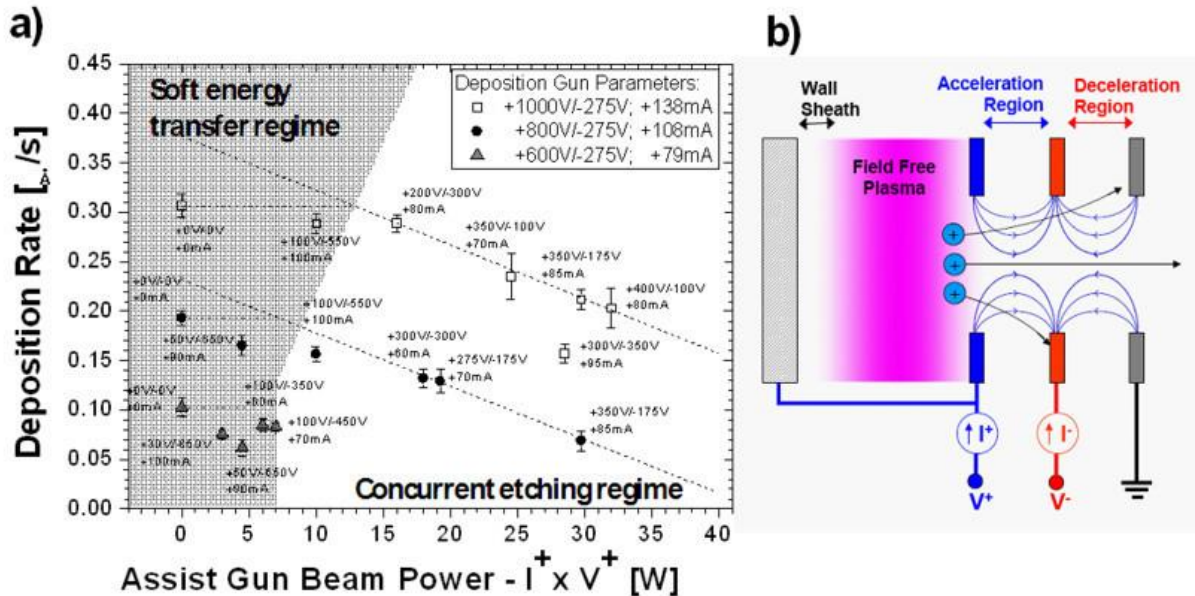 a)
b)
0.45
0.40
0.35
0.30
0.25
0.20
0.15
0.10
0.05
0.00
Deposition Rate [Å/s]
Soft energy
transfer regime
Deposition Gun Parameters:
+1000V/-275V; +138mA
+800V/-275V; +108mA
+600V/-275V; +79mA
+200V/-300V
+80mA
+0V/-0V
+0mA
+100V/-550V
+100mA
+350V/-100V
+70mA
+350V/-175V
+85mA
+400V/-100V
+80mA
+300V/-350V
+95mA
+0V/-0V
+0mA
+50V/-550V
+90mA
+100V/-550V
+100mA
+300V/-300V
+60mA
+275V/-175V
+70mA
+350V/-175V
+85mA
+0V/-0V
+0mA
+100V/-350V
+100V/-450V
+70mA
+100mA
+90mA
Concurrent etching regime
0 5 10 15 20 25 30 35 40
Assist Gun Beam Power - I+ x V+ [W]
Wall
Sheath
Acceleration
Region
Deceleration
Region
Field Free
Plasma
+
+
+
I+
I-
V+
V-